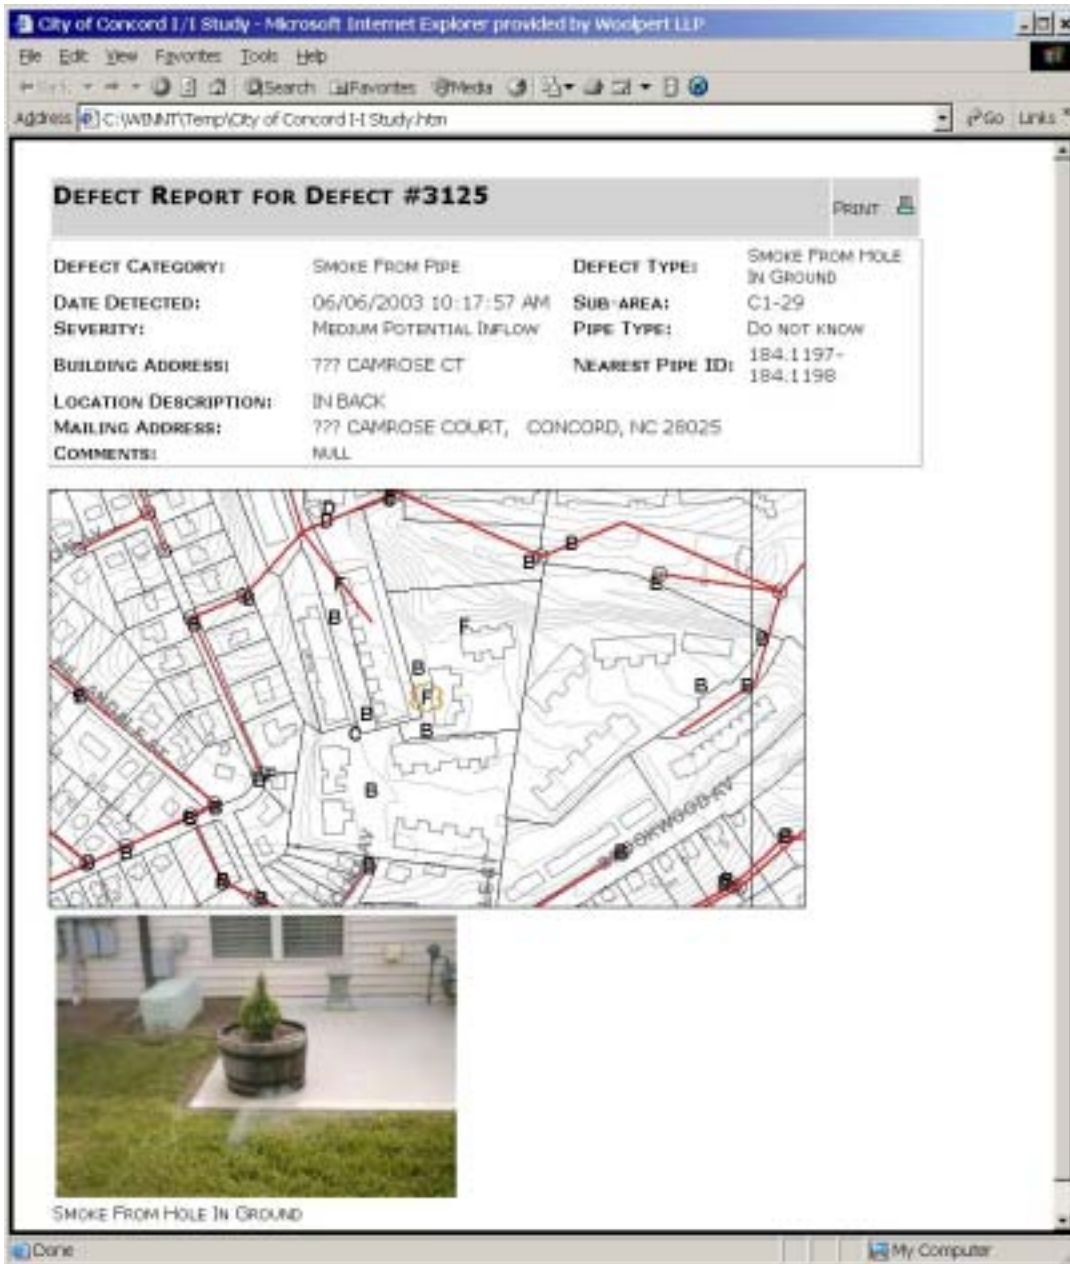 City of Concord I/I Study - Microsoft Internet Explorer provided by Woolpert LLP
File Edit View Favorites Tools Help
Search Favorites Media
Address C:\WINNT\Temp\City of Concord I-I Study.htm Go Links
DEFECT REPORT FOR DEFECT #3125
PRINT
DEFECT CATEGORY: SMOKE FROM PIPE DEFECT TYPE: SMOKE FROM HOLE
IN GROUND
DATE DETECTED: 06/06/2003 10:17:57 AM SUB-AREA: C1-29
SEVERITY: MEDIUM POTENTIAL INFLOW PIPE TYPE: DO NOT KNOW
BUILDING ADDRESS: ??? CAMROSE CT NEAREST PIPE ID: 184.1197-
184.1198
LOCATION DESCRIPTION: IN BACK
MAILING ADDRESS: ??? CAMROSE COURT, CONCORD, NC 28025
COMMENTS: NULL
D
B
B
F
B
F
B
F
B
B
C
B
B
B
B
SMOKE FROM HOLE IN GROUND
Done My Computer